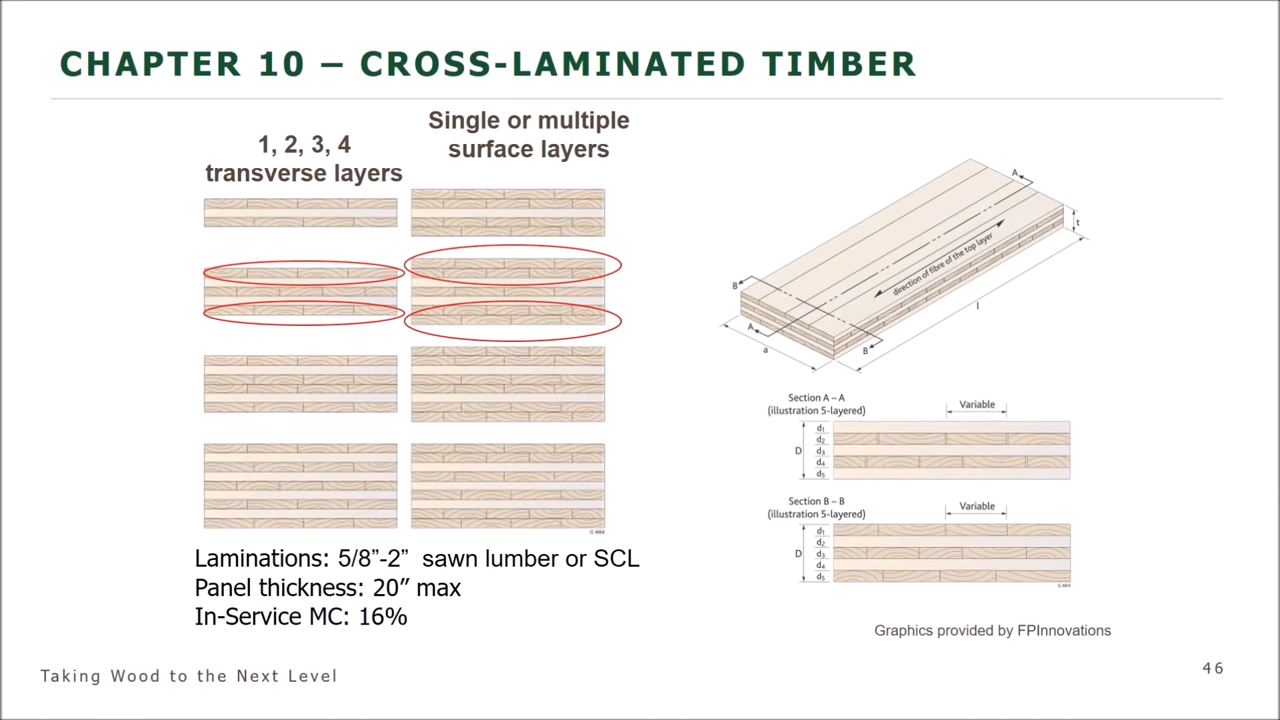 CHAPTER 10 – CROSS-LAMINATED TIMBER
1, 2, 3, 4
transverse layers
Single or multiple
surface layers
Laminations: 5/8”-2”  sawn lumber or SCL
Panel thickness: 20” max
In-Service MC: 16%
A
B
direction of fibre of the top layer
t
l
A
B
a
Section A – A
(illustration 5-layered)
Variable
D
d1
d2
d3
d4
d5
Section B – B
(illustration 5-layered)
Variable
D
d1
d2
d3
d4
d5
Graphics provided by FPInnovations
Taking Wood to the Next Level
46